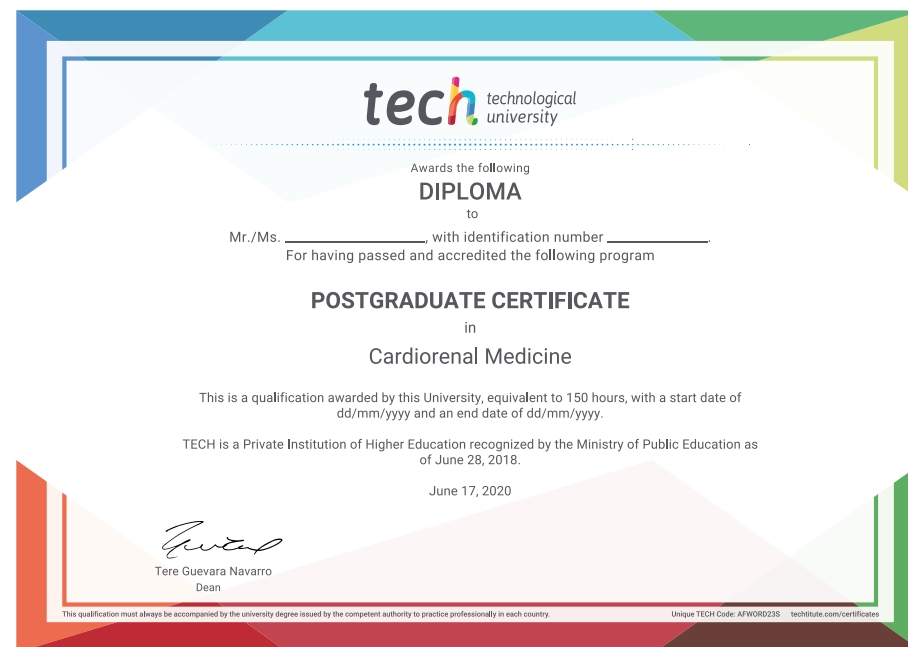 tech technological
university
Awards the following
DIPLOMA
to
Mr./Ms. ____________________, with identification number ______________.
For having passed and accredited the following program
POSTGRADUATE CERTIFICATE
in
Cardiorenal Medicine
This is a qualification awarded by this University, equivalent to 150 hours, with a start date of
dd/mm/yyyy and an end date of dd/mm/yyyy.
TECH is a Private Institution of Higher Education recognized by the Ministry of Public Education as
of June 28, 2018.
June 17, 2020
Tere Guevara Navarro
Dean
This qualification must always be accompanied by the university degree issued by the competent authority to practice professionally in each country. Unique TECH Code: AFWORD23S techtitute.com/certificates